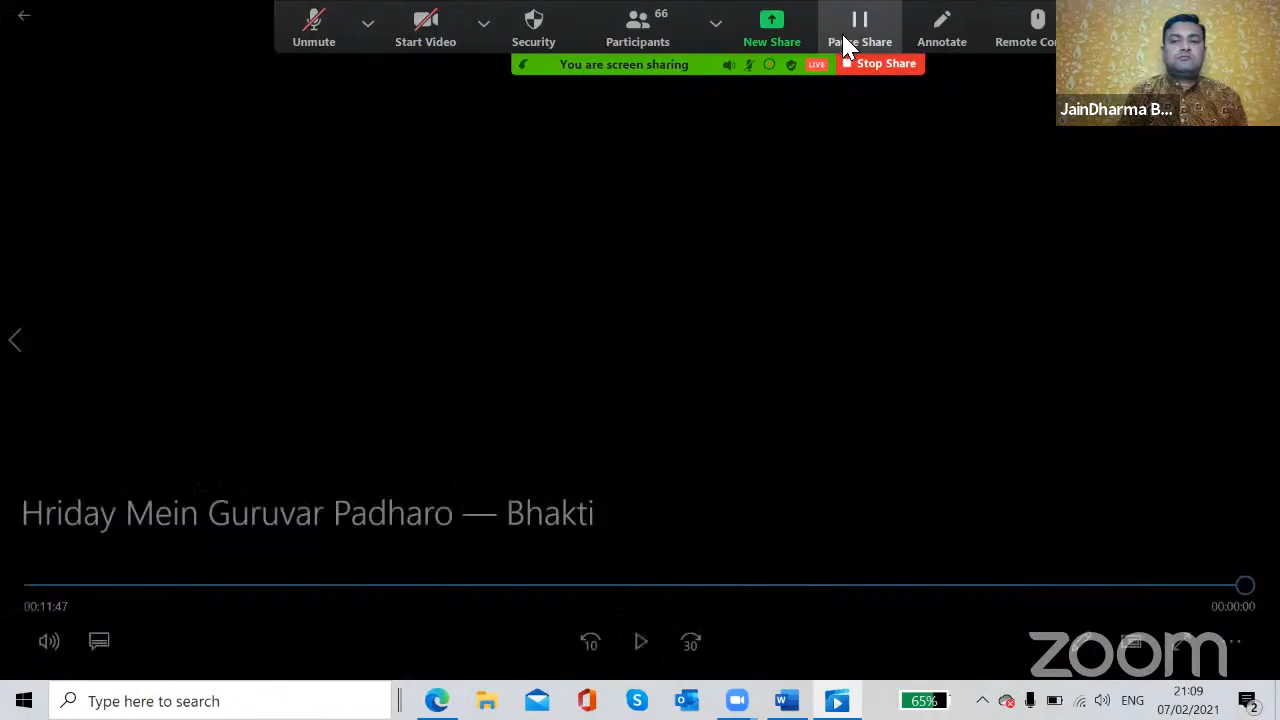 66
Unmute
Start Video
Security
Participants
New Share
Share
Annotate
Remote Co
You are screen sharing
LIVE
Stop Share
JainDharma B...
Hriday Mein Guruvar Padharo — Bhakti
00:11:47
00:00:00
10
30
zoom
Type here to search
65%
ENG
21:09
07/02/2021
2